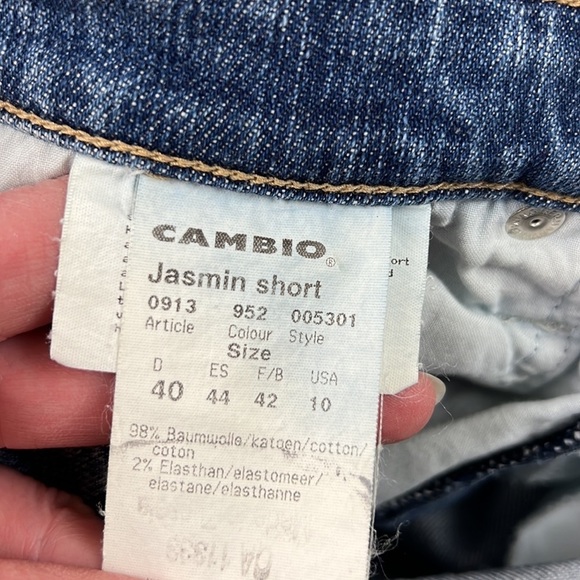 CAMBIO®
Jasmin short
0913 952 005301
Article Colour Style
Size
D ES F/B USA
40 44 42 10
98% Baumwolle/katoen/cotton/
coton
2% Elasthan/elastomeer/
elastane/elasthanne